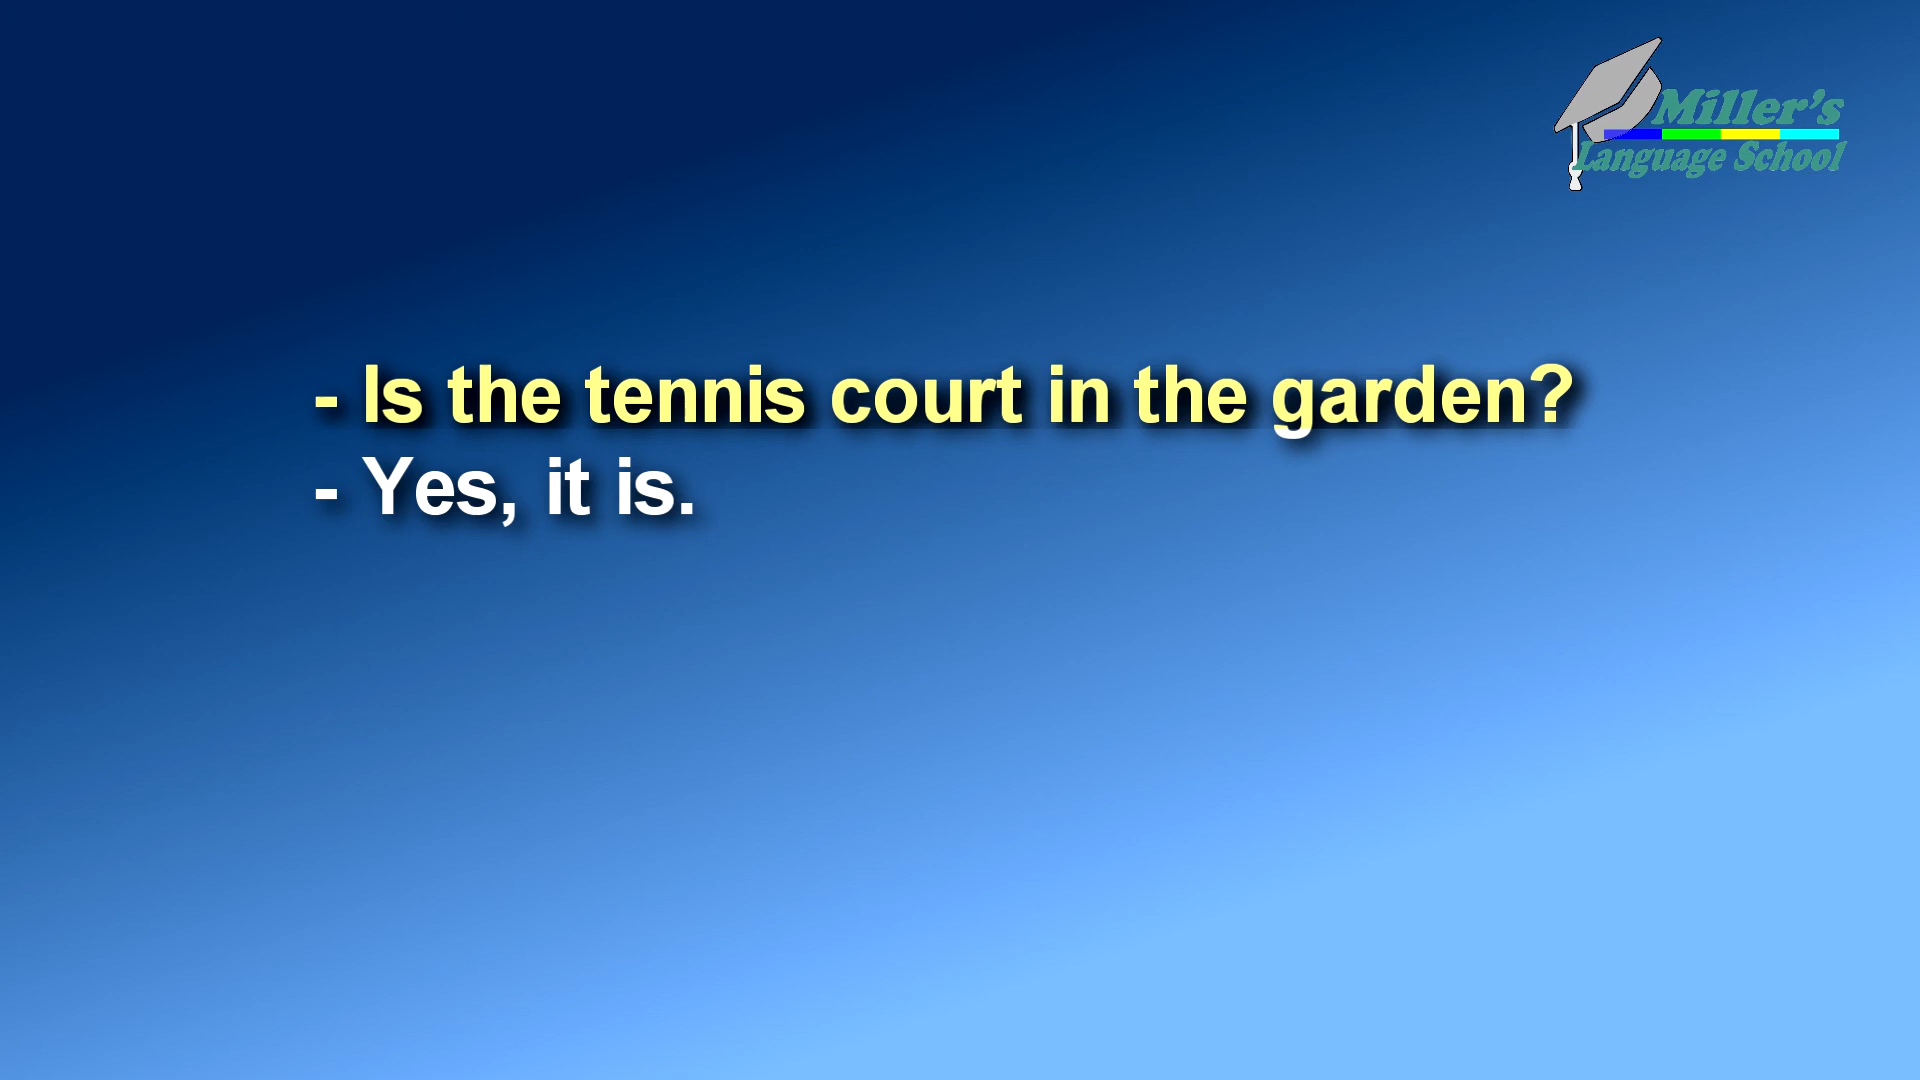 Miller's
Language School
- Is the tennis court in the garden?
- Yes, it is.